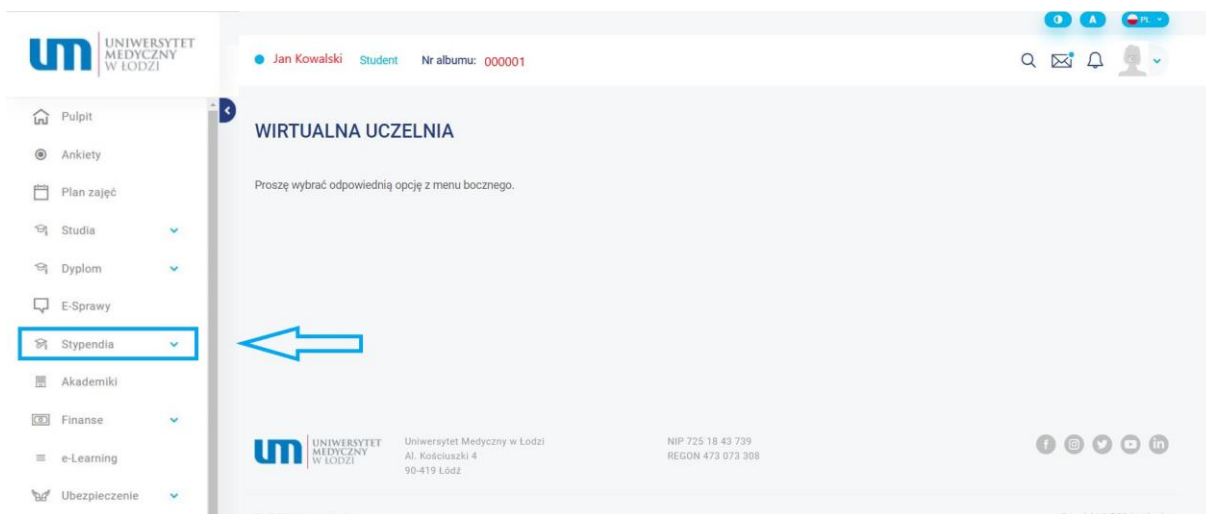 A
PL
UNIWERSYTET
MEDYCZNY
W ŁODZI
Jan Kowalski Student Nr albumu: 000001
Pulpit
WIRTUALNA UCZELNIA
Ankiety
Plan zajęć
Proszę wybrać odpowiednią opcję z menu bocznego.
Studia
Dyplom
E-Sprawy
Stypendia
Akademiki
Finanse
e-Learning
Ubezpieczenie
um
UNIWERSYTET
MEDYCZNY
W ŁODZI
Uniwersytet Medyczny w Łodzi
Al. Kościuszki 4
90-419 Łódź
NIP 725 18 43 739
REGON 473 073 308